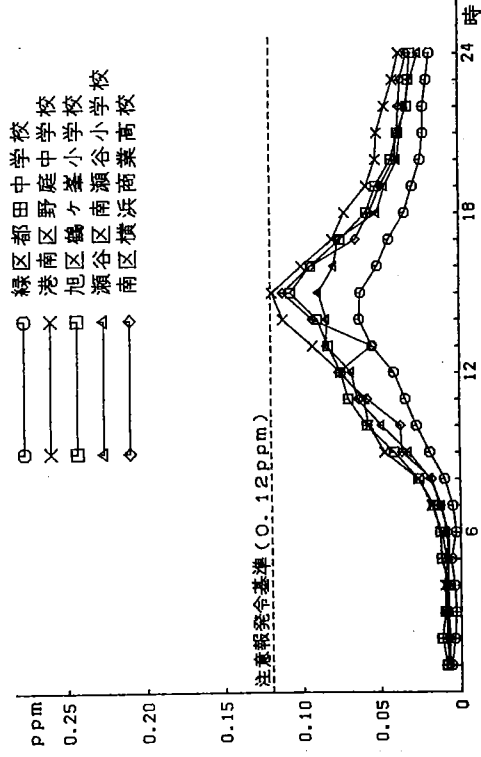 緑区都田中学校
港南区野庭中学校
旭区鶴ヶ峯小学校
瀬谷区南瀬谷小学校
南区横浜商業高校
ppm
0.25
0.20
0.15
注意報発令基準(0.12ppm)
0.10
0.05
0
6
12
18
24
時